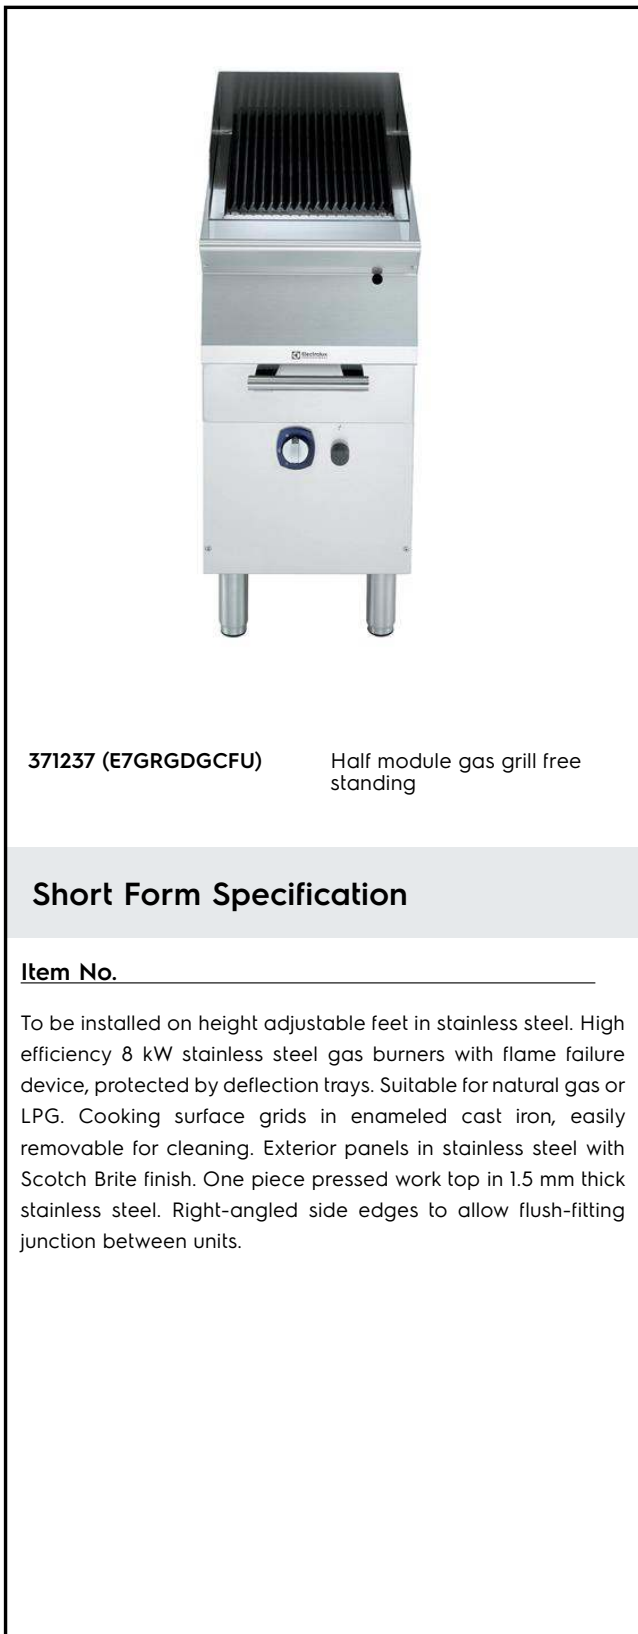 Electrolux
371237 (E7GRGDGCFU)
Half module gas grill free
standing
Short Form Specification
Item No.
To be installed on height adjustable feet in stainless steel. High
efficiency 8 kW stainless steel gas burners with flame failure
device, protected by deflection trays. Suitable for natural gas or
LPG. Cooking surface grids in enameled cast iron, easily
removable for cleaning. Exterior panels in stainless steel with
Scotch Brite finish. One piece pressed work top in 1.5 mm thick
stainless steel. Right-angled side edges to allow flush-fitting
junction between units.